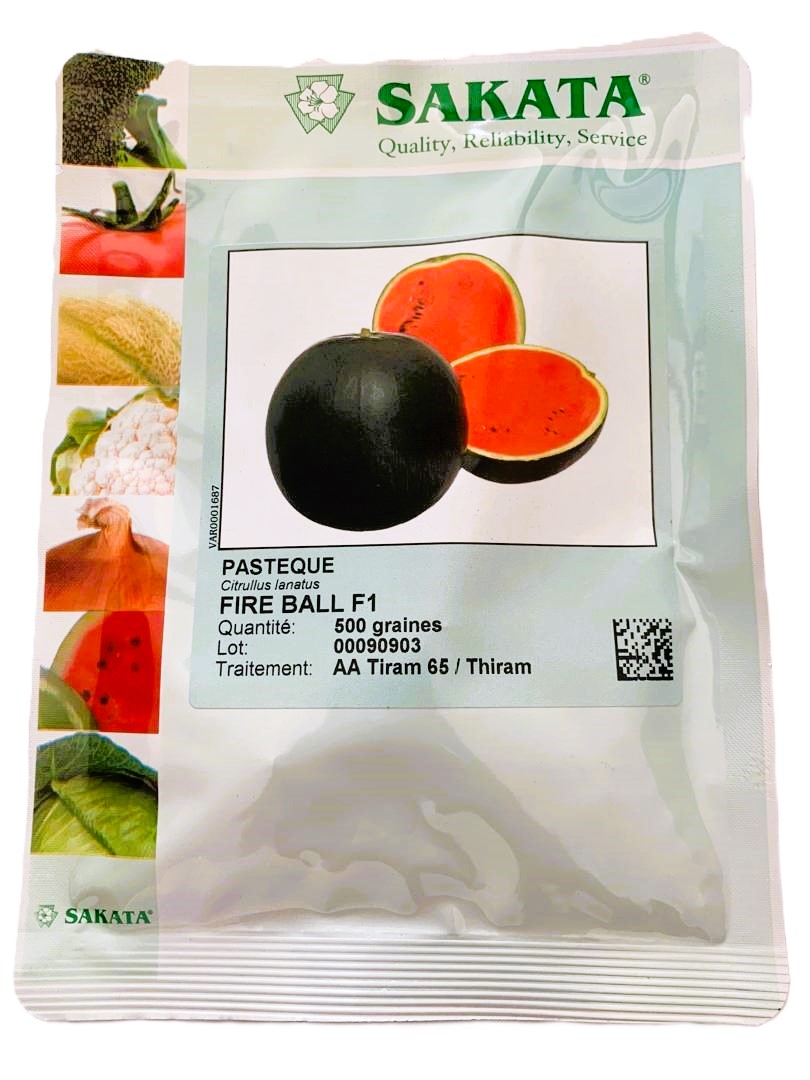 SAKATA®
Quality, Reliability, Service
VAR0001687
PASTEQUE
Citrullus lanatus
FIRE BALL F1
Quantité: 500 graines
Lot: 00090903
Traitement: AA Tiram 65 / Thiram
SAKATA®